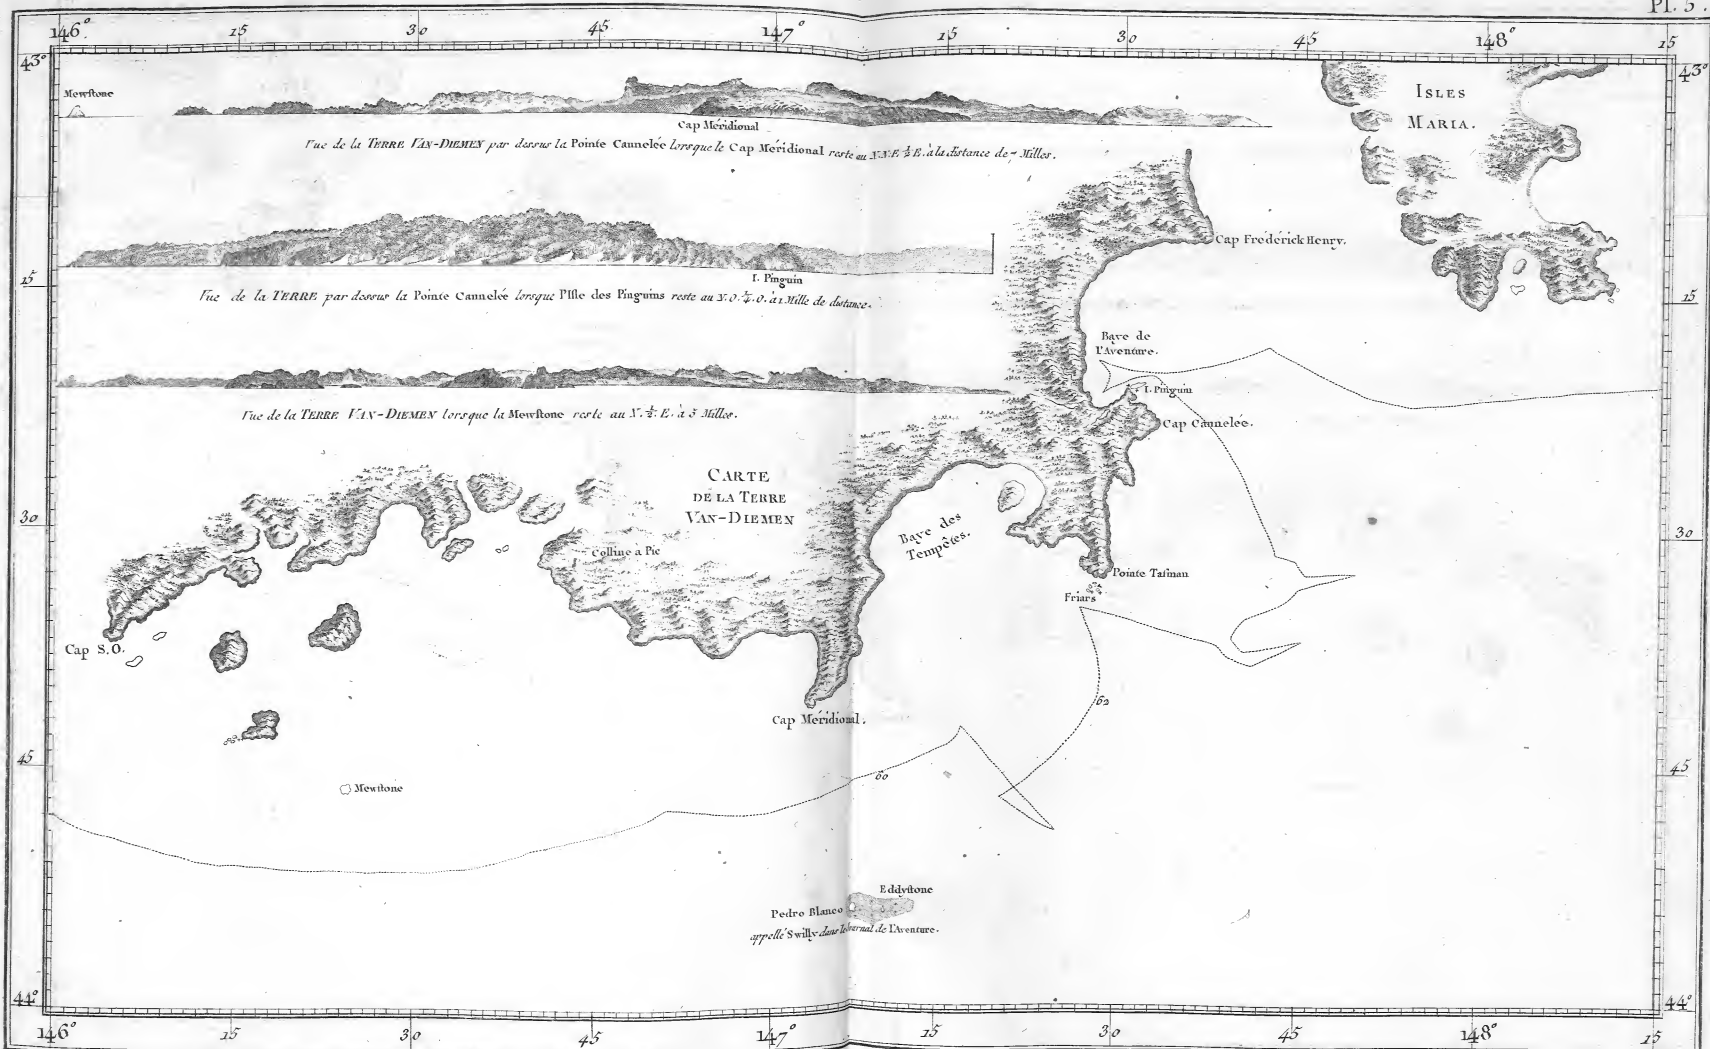 Pl. 5.
146° 15 30 45 147° 15 30 45 148° 15
43° 43°
Mewstone
Cap Méridional
Vue de la TERRE VAN-DIEMEN par dessus la Pointe Cannelée lorsque le Cap Méridional reste au N.N.E. ½ E. à la distance de 7 Milles.
ISLES
MARIA.
Cap Fréderick Henry.
I. Pinguin
15 15
Vue de la TERRE par dessus la Pointe Cannelée lorsque l'Isle des Pinguins reste au N.O. ¼ O. à 1 Mille de distance.
Baye de
l'Aventure.
I. Pinguin
Vue de la TERRE VAN-DIEMEN lorsque la Mewstone reste au N. ½ E. à 3 Milles.
Cap Cannelée.
CARTE
DE LA TERRE
VAN-DIEMEN
30 30
Baye des
Tempêtes.
Colline a Pic
Pointe Tasman
Friars
Cap S.O.
62
Cap Méridional.
45 45
60
Mewstone
Eddystone
Pedro Blanco
appellé Swilly dans le Journal de l'Aventure.
44° 44°
146° 15 30 45 147° 15 30 45 148° 15